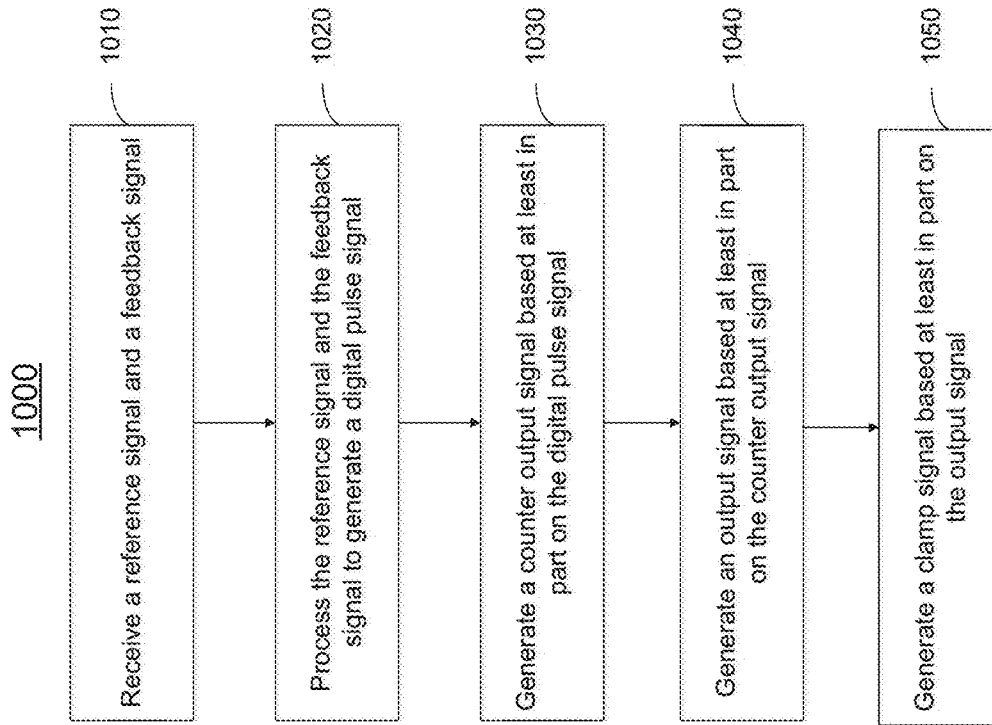 1000
Receive a reference signal and a feedback signal
1010
Process the reference signal and the feedback
signal to generate a digital pulse signal
1020
Generate a counter output signal based at least in
part on the digital pulse signal
1030
Generate an output signal based at least in part
on the counter output signal
1040
Generate a clamp signal based at least in part on
the output signal
1050